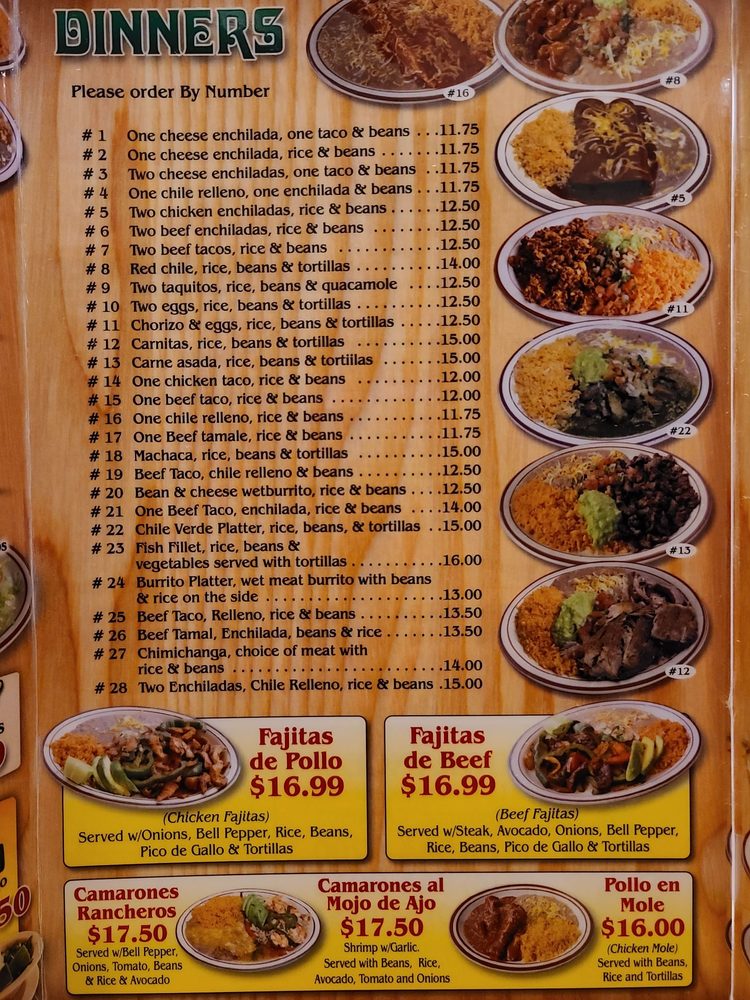 DINNERS
Please order By Number
#16
#8
# 1 One cheese enchilada, one taco & beans ...11.75
# 2 One cheese enchilada, rice & beans .......11.75
# 3 Two cheese enchiladas, one taco & beans ..11.75
# 4 One chile relleno, one enchilada & beans ...11.75
# 5 Two chicken enchiladas, rice & beans ......12.50
# 6 Two beef enchiladas, rice & beans ........12.50
# 7 Two beef tacos, rice & beans ............12.50
# 8 Red chile, rice, beans & tortillas ..........14.00
# 9 Two taquitos, rice, beans & quacamole ....12.50
# 10 Two eggs, rice, beans & tortillas ..........12.50
# 11 Chorizo & eggs, rice, beans & tortillas .....12.50
# 12 Carnitas, rice, beans & tortillas ..........15.00
# 13 Carne asada, rice, beans & tortiilas ........15.00
# 14 One chicken taco, rice & beans ..........12.00
# 15 One beef taco, rice & beans .............12.00
# 16 One chile relleno, rice & beans ...........11.75
# 17 One Beef tamale, rice & beans ...........11.75
# 18 Machaca, rice, beans & tortillas ..........15.00
# 19 Beef Taco, chile relleno & beans ..........12.50
# 20 Bean & cheese wetburrito, rice & beans ....12.50
# 21 One Beef Taco, enchilada, rice & beans ....14.00
# 22 Chile Verde Platter, rice, beans, & tortillas ..15.00
# 23 Fish Fillet, rice, beans &
vegetables served with tortillas ...........16.00
# 24 Burrito Platter, wet meat burrito with beans
& rice on the side .....................13.00
# 25 Beef Taco, Relleno, rice & beans ..........13.50
# 26 Beef Tamal, Enchilada, beans & rice .......13.50
# 27 Chimichanga, choice of meat with
rice & beans .........................14.00
# 28 Two Enchiladas, Chile Relleno, rice & beans .15.00
#5
#11
#22
#13
#12
Fajitas
de Pollo
$16.99
(Chicken Fajitas)
Served w/Onions, Bell Pepper, Rice, Beans,
Pico de Gallo & Tortillas
Fajitas
de Beef
$16.99
(Beef Fajitas)
Served w/Steak, Avocado, Onions, Bell Pepper,
Rice, Beans, Pico de Gallo & Tortillas
Camarones
Rancheros
$17.50
Served w/Bell Pepper,
Onions, Tomato, Beans
& Rice & Avocado
Camarones al
Mojo de Ajo
$17.50
Shrimp w/Garlic.
Served with Beans, Rice,
Avocado, Tomato and Onions
Pollo en
Mole
$16.00
(Chicken Mole)
Served with Beans,
Rice and Tortillas
50